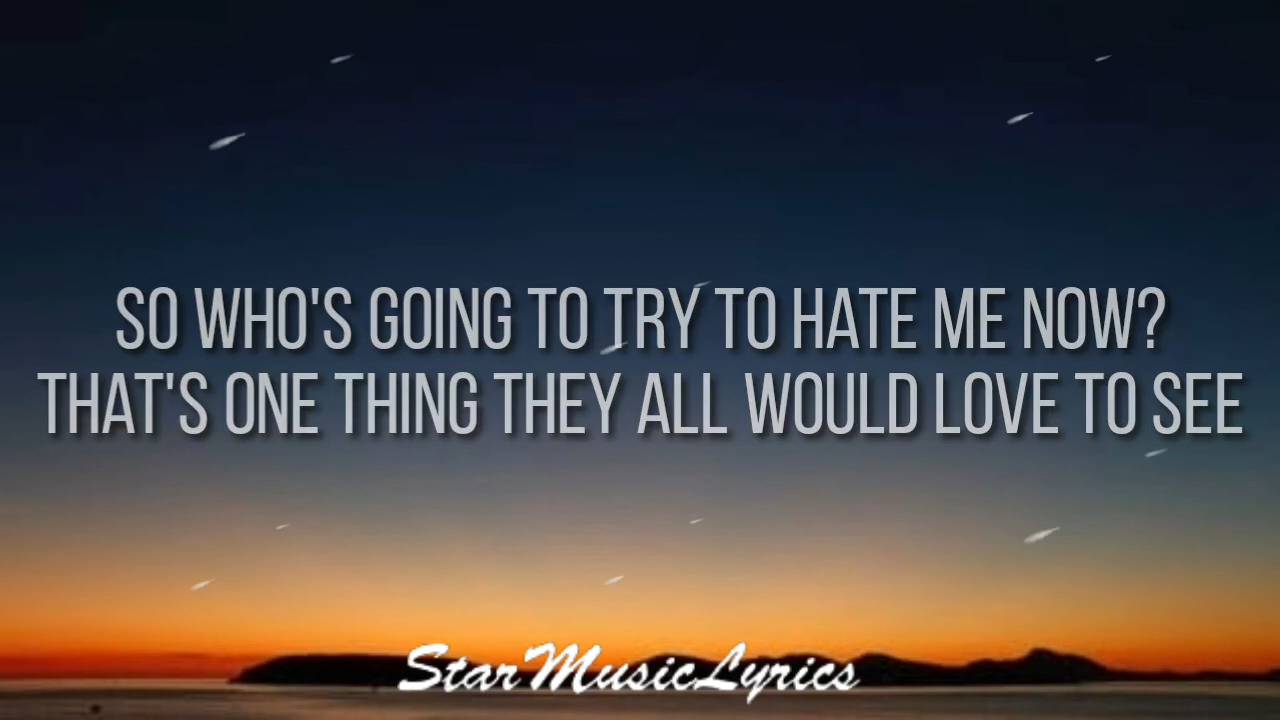 SO WHO'S GOING TO TRY TO HATE ME NOW?
THAT'S ONE THING THEY ALL WOULD LOVE TO SEE
StarMusicLyrics